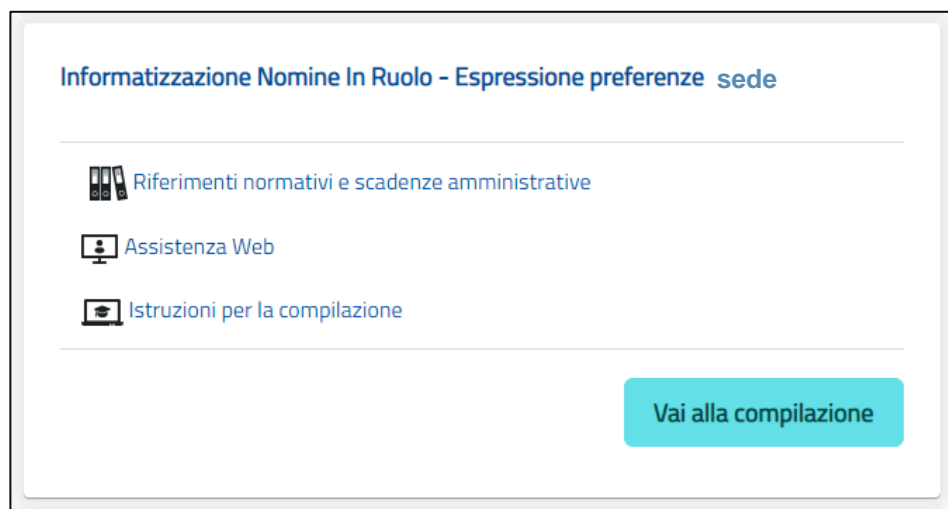 Informatizzazione Nomine In Ruolo - Espressione preferenze sede
Riferimenti normativi e scadenze amministrative
Assistenza Web
Istruzioni per la compilazione
Vai alla compilazione